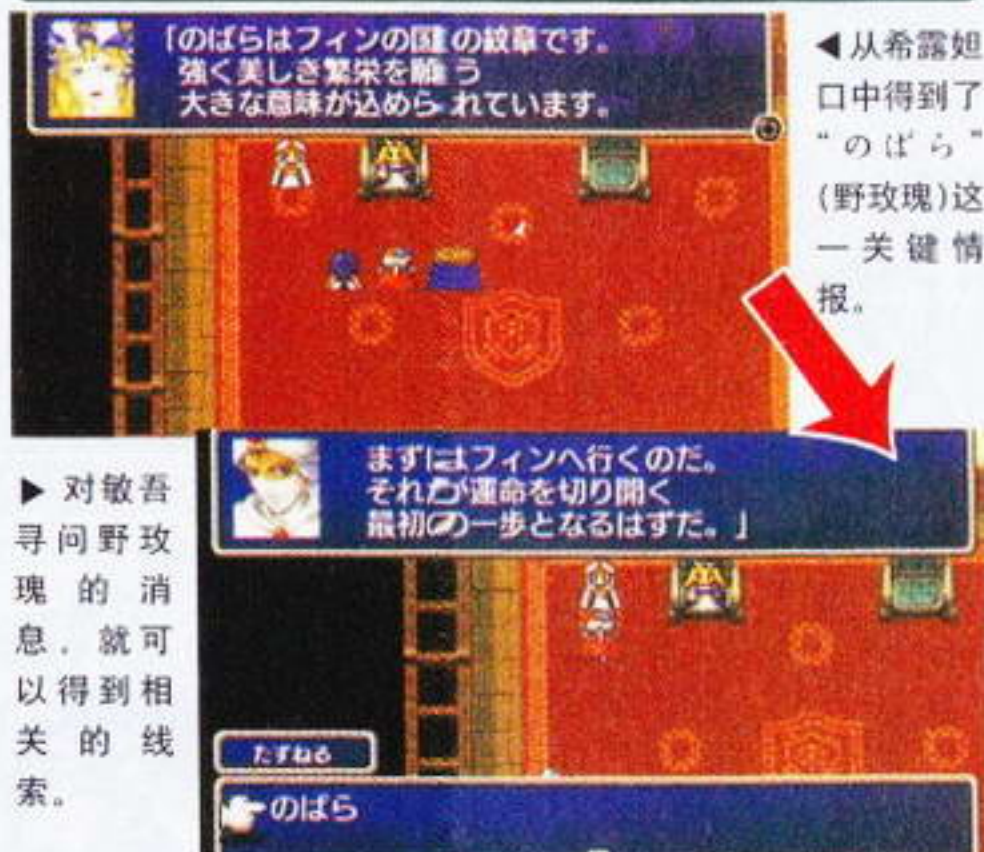 「のばらはフィンの国の紋章です。
強く美しき繁栄を願う
大きな意味が込められています。
◀从希露妲
口中得到了
“のばら”
(野玫瑰)这
一关键情
报。
まずはフィンへ行くのだ。
それが運命を切り開く
最初の一歩となるはずだ。」
▶ 对敏吾
寻问野玫
瑰的消
息，就可
以得到相
关的线
索。
たずねる
のばら